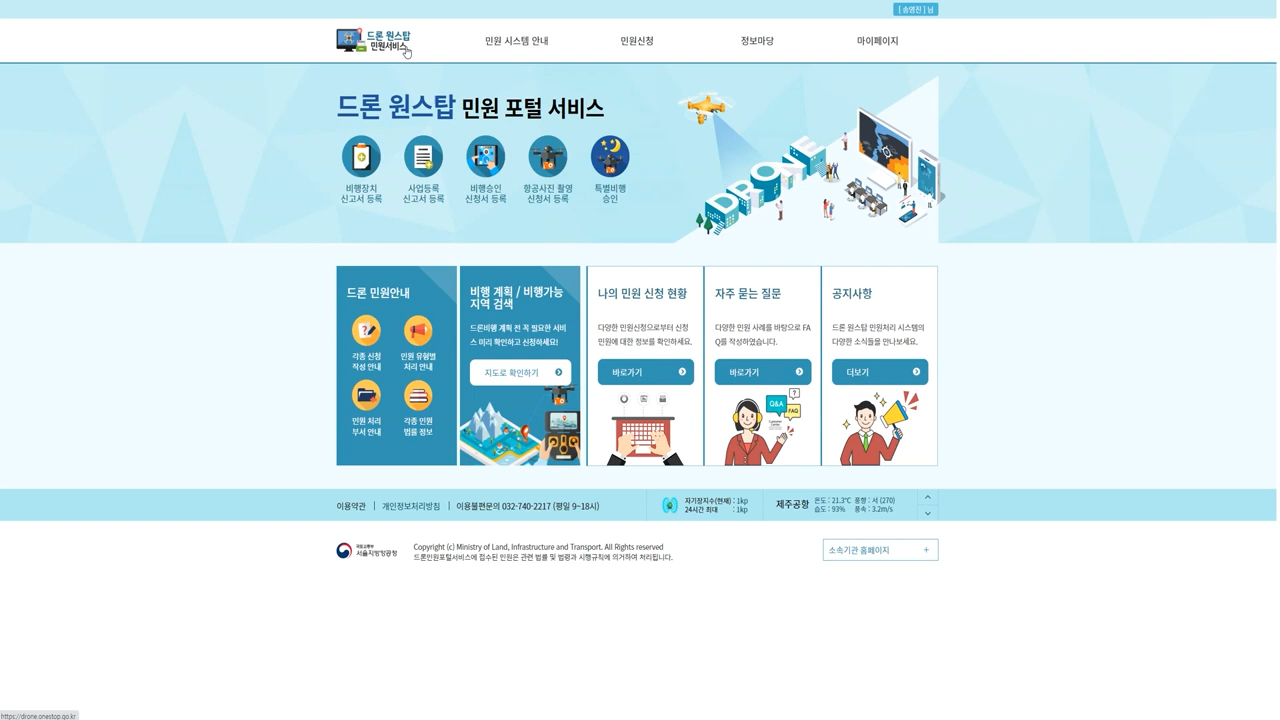 [ 송명진 ] 님
드론 원스탑
민원서비스
민원 시스템 안내
민원신청
정보마당
마이페이지
드론 원스탑 민원 포털 서비스
비행장치
신고서 등록
사업등록
신고서 등록
비행승인
신청서 등록
항공사진 촬영
신청서 등록
특별비행
승인
DRONE
드론 민원안내
각종 신청
작성 안내
민원 유형별
처리 안내
민원 처리
부서 안내
각종 민원
법률 정보
비행 계획 / 비행가능
지역 검색
드론비행 계획 전 꼭 필요한 서비
스 미리 확인하고 신청하세요!
지도로 확인하기
나의 민원 신청 현황
다양한 민원신청으로부터 신청
민원에 대한 정보를 확인하세요.
바로가기
자주 묻는 질문
다양한 민원 사례를 바탕으로 FA
Q를 작성하였습니다.
바로가기
?
Q&A
FAQ
공지사항
드론 원스탑 민원처리 시스템의
다양한 소식들을 만나보세요.
더보기
이용약관 | 개인정보처리방침 | 이용불편문의 032-740-2217 (평일 9~18시)
자기장지수(현재) : 1kp
24시간 최대 : 1kp
제주공항
온도 : 21.3°C 풍향 : 서 (270)
습도 : 93% 풍속 : 3.2m/s
국토교통부
서울지방항공청
Copyright (c) Ministry of Land, Infrastructure and Transport. All Rights reserved
드론민원포털서비스에 접수된 민원은 관련 법률 및 법령과 시행규칙에 의거하여 처리됩니다.
소속기관 홈페이지 +
https://drone.onestop.go.kr